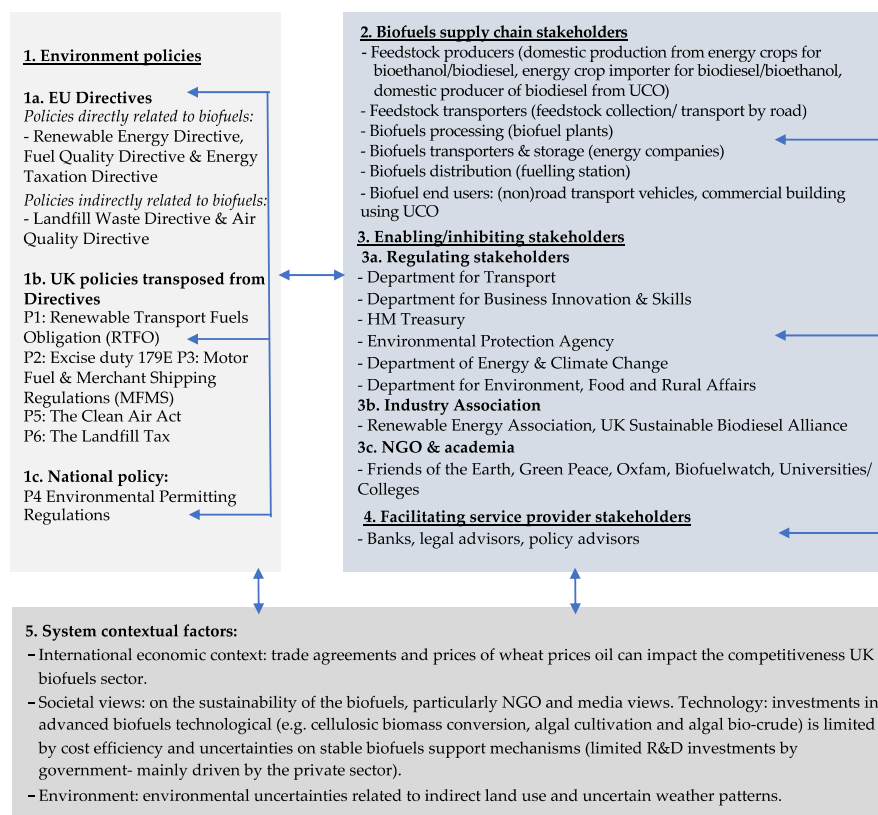 1. Environment policies
1a. EU Directives
Policies directly related to biofuels:
- Renewable Energy Directive,
Fuel Quality Directive & Energy
Taxation Directive
Policies indirectly related to biofuels:
- Landfill Waste Directive & Air
Quality Directive
1b. UK policies transposed from
Directives
P1: Renewable Transport Fuels
Obligation (RTFO)
P2: Excise duty 179E P3: Motor
Fuel & Merchant Shipping
Regulations (MFMS)
P5: The Clean Air Act
P6: The Landfill Tax
1c. National policy:
P4 Environmental Permitting
Regulations
2. Biofuels supply chain stakeholders
- Feedstock producers (domestic production from energy crops for
bioethanol/biodiesel, energy crop importer for biodiesel/bioethanol,
domestic producer of biodiesel from UCO)
- Feedstock transporters (feedstock collection/ transport by road)
- Biofuels processing (biofuel plants)
- Biofuels transporters & storage (energy companies)
- Biofuels distribution (fuelling station)
- Biofuel end users: (non)road transport vehicles, commercial building
using UCO
3. Enabling/inhibiting stakeholders
3a. Regulating stakeholders
- Department for Transport
- Department for Business Innovation & Skills
- HM Treasury
- Environmental Protection Agency
- Department of Energy & Climate Change
- Department for Environment, Food and Rural Affairs
3b. Industry Association
- Renewable Energy Association, UK Sustainable Biodiesel Alliance
3c. NGO & academia
- Friends of the Earth, Green Peace, Oxfam, Biofuelwatch, Universities/
Colleges
4. Facilitating service provider stakeholders
- Banks, legal advisors, policy advisors
5. System contextual factors:
– International economic context: trade agreements and prices of wheat prices oil can impact the competitiveness UK
biofuels sector.
– Societal views: on the sustainability of the biofuels, particularly NGO and media views. Technology: investments in
advanced biofuels technological (e.g. cellulosic biomass conversion, algal cultivation and algal bio-crude) is limited
by cost efficiency and uncertainties on stable biofuels support mechanisms (limited R&D investments by
government- mainly driven by the private sector).
– Environment: environmental uncertainties related to indirect land use and uncertain weather patterns.